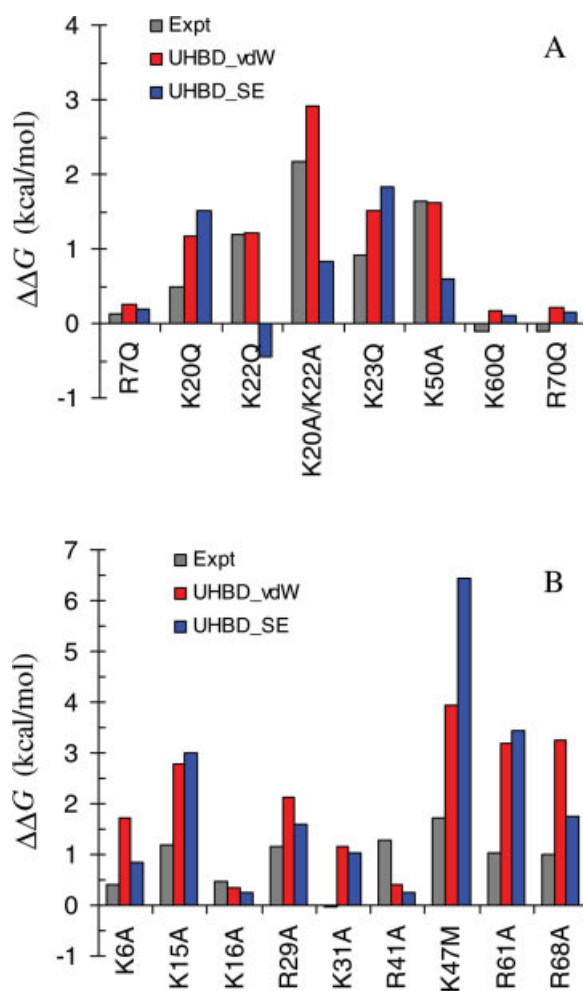 4
Expt
A
UHBD_vdW
3
UHBD_SE
2
1
0
-1
ΔΔG (kcal/mol)
R7Q
K20Q
K22Q
K20A/K22A
K23Q
K50A
K60Q
R70Q
7
Expt
B
6
UHBD_vdW
5
UHBD_SE
4
3
2
1
0
-1
ΔΔG (kcal/mol)
K6A
K15A
K16A
R29A
K31A
R41A
K47M
R61A
R68A